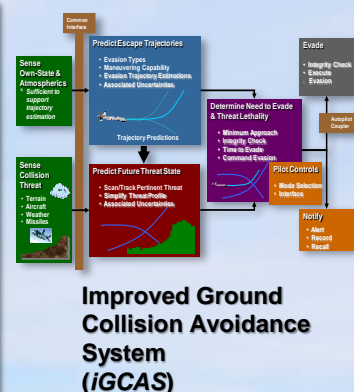 Common
Interface
Sense
Own-State &
Atmospherics
• Sufficient to
support
trajectory
estimation
Sense
Collision
Threat
• Terrain
• Aircraft
• Weather
• Missiles
Predict Escape Trajectories
• Evasion Types
• Maneuvering Capability
• Evasion Trajectory Estimations
• Associated Uncertainties
Trajectory Predictions
Predict Future Threat State
• Scan/Track Pertinent Threat
• Simplify Threat Profile
• Associated Uncertainties
Determine Need to Evade
& Threat Lethality
• Minimum Approach
• Integrity Check
• Time to Evade
• Command Evasion
Evade
• Integrity Check
• Execute
Evasion
Autopilot
Coupler
Pilot Controls
• Mode Selection
• Interface
Notify
• Alert
• Record
• Recall
Improved Ground
Collision Avoidance
System
(iGCAS)